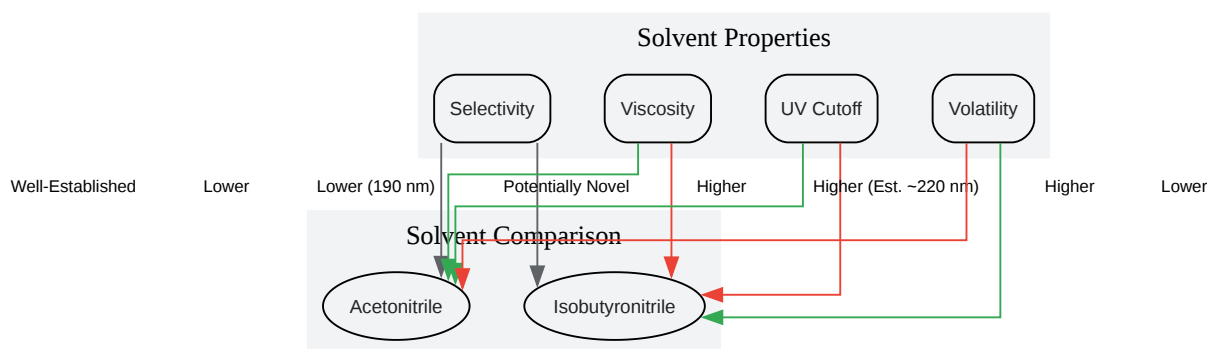 Solvent Properties
Selectivity
Viscosity
UV Cutoff
Volatility
Well-Established
Lower
Lower (190 nm)
Potentially Novel
Higher
Higher (Est. ~220 nm)
Higher
Lower
Solvent Comparison
Acetonitrile
Isobutyronitrile